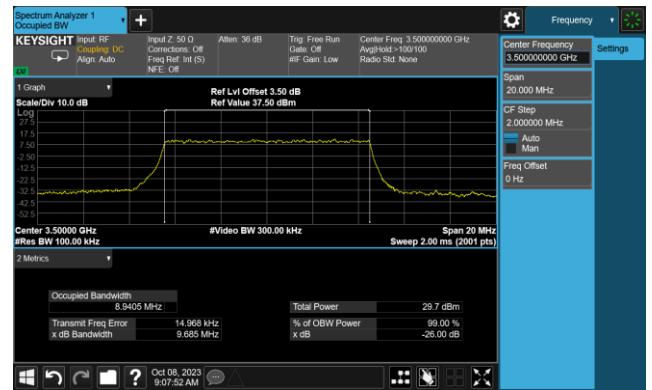 Spectrum Analyzer 1
Occupied BW
Frequency
KEYSIGHT
Input: RF
Coupling: DC
Align: Auto
Input Z: 50 Ω
Corrections: Off
Freq Ref: Int (S)
NFE: Off
Atten: 36 dB
Trig: Free Run
Gate: Off
#IF Gain: Low
Center Freq: 3.500000000 GHz
Avg|Hold:>100/100
Radio Std: None
LXI
Center Frequency
3.500000000 GHz
Settings
Span
20.000 MHz
CF Step
2.000000 MHz
Auto
Man
Freq Offset
0 Hz
1 Graph
Scale/Div 10.0 dB
Ref Lvl Offset 3.50 dB
Ref Value 37.50 dBm
Log
27.5
17.5
7.50
-2.50
-12.5
-22.5
-32.5
-42.5
-52.5
Center 3.50000 GHz
#Res BW 100.00 kHz
#Video BW 300.00 kHz
Span 20 MHz
Sweep 2.00 ms (2001 pts)
2 Metrics
Occupied Bandwidth
8.9405 MHz
Total Power 29.7 dBm
Transmit Freq Error 14.968 kHz
% of OBW Power 99.00 %
x dB Bandwidth 9.685 MHz
x dB -26.00 dB
Oct 08, 2023
9:07:52 AM